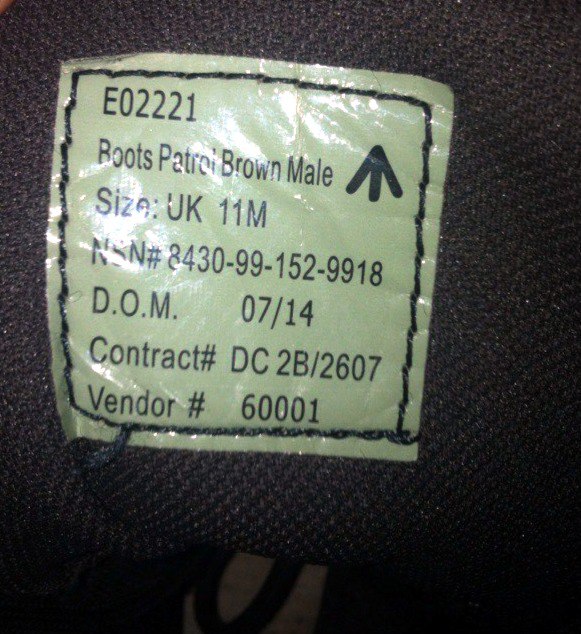 E02221
Boots Patrol Brown Male
Size: UK 11M
NSN# 8430-99-152-9918
D.O.M. 07/14
Contract# DC 2B/2607
Vendor # 60001